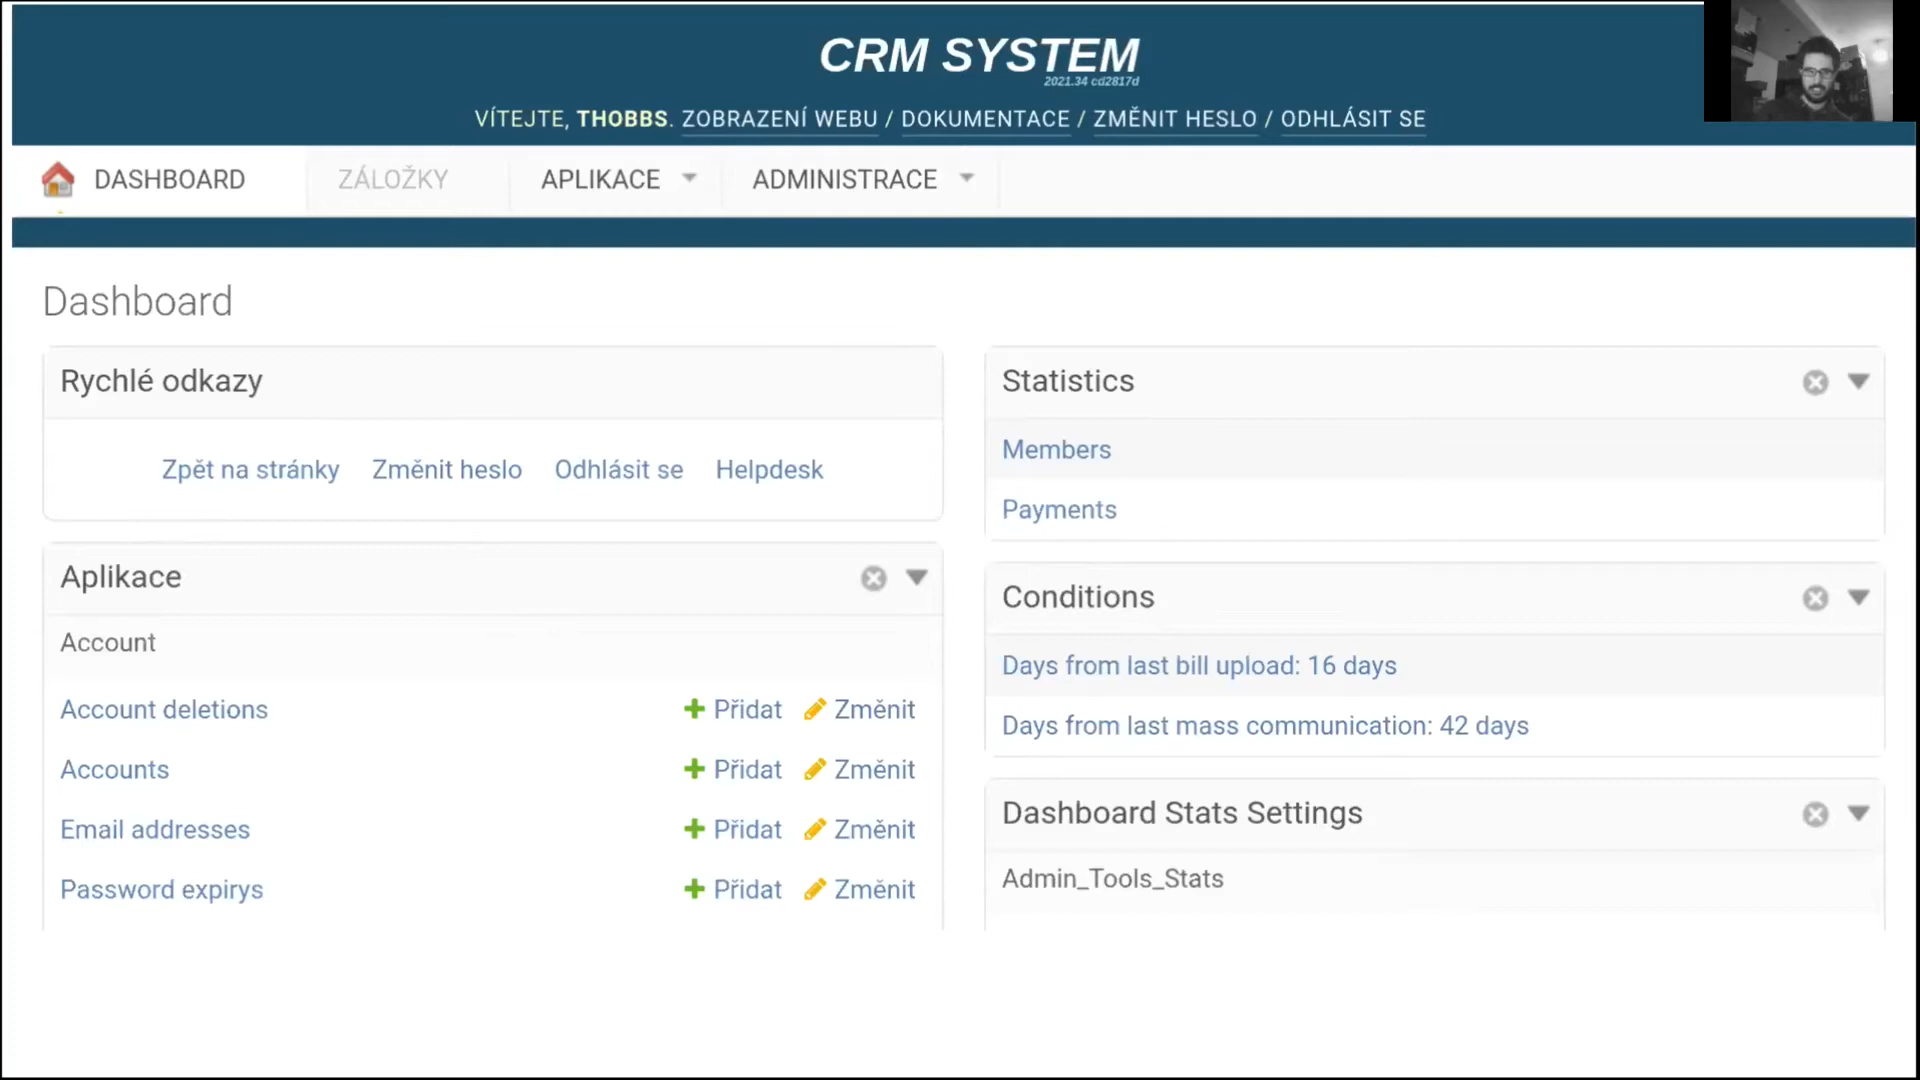 CRM SYSTEM
2021.34 cd2817d
VÍTEJTE, THOBBS. ZOBRAZENÍ WEBU / DOKUMENTACE / ZMĚNIT HESLO / ODHLÁSIT SE
DASHBOARD ZÁLOŽKY APLIKACE ADMINISTRACE
Dashboard
Rychlé odkazy
Zpět na stránky Změnit heslo Odhlásit se Helpdesk
Aplikace
Account
Account deletions Přidat Změnit
Accounts Přidat Změnit
Email addresses Přidat Změnit
Password expirys Přidat Změnit
Statistics
Members
Payments
Conditions
Days from last bill upload: 16 days
Days from last mass communication: 42 days
Dashboard Stats Settings
Admin_Tools_Stats